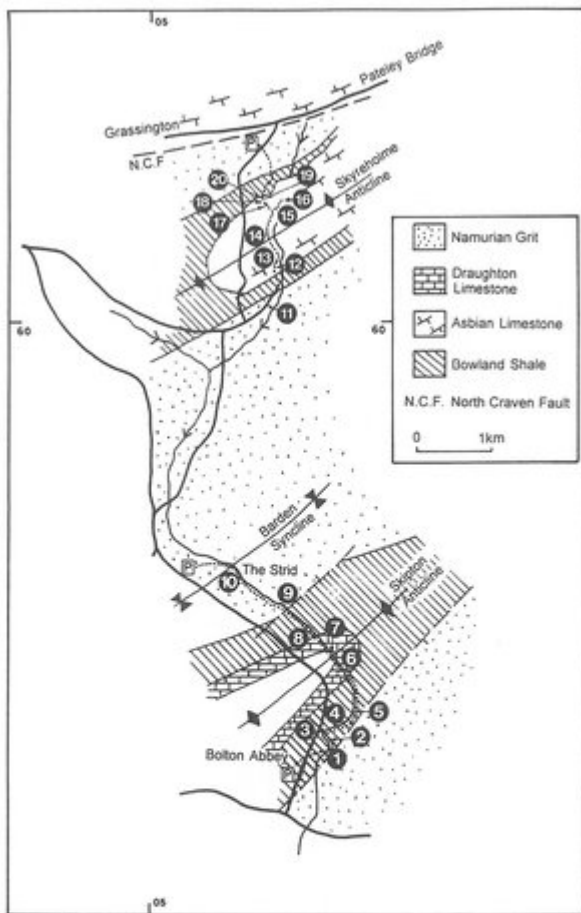 05
Pateley Bridge
Grassington
N.C.F
P
20
19
18
16
Skyreholme
Anticline
17
15
14
13
12
11
60
60
Namurian Grit
Draughton
Limestone
Asbian Limestone
Bowland Shale
N.C.F. North Craven Fault
0 1km
Barden
Syncline
P
The Strid
10
9
Skipton
Anticline
8
7
6
5
4
3
2
Bolton Abbey
1
P
05